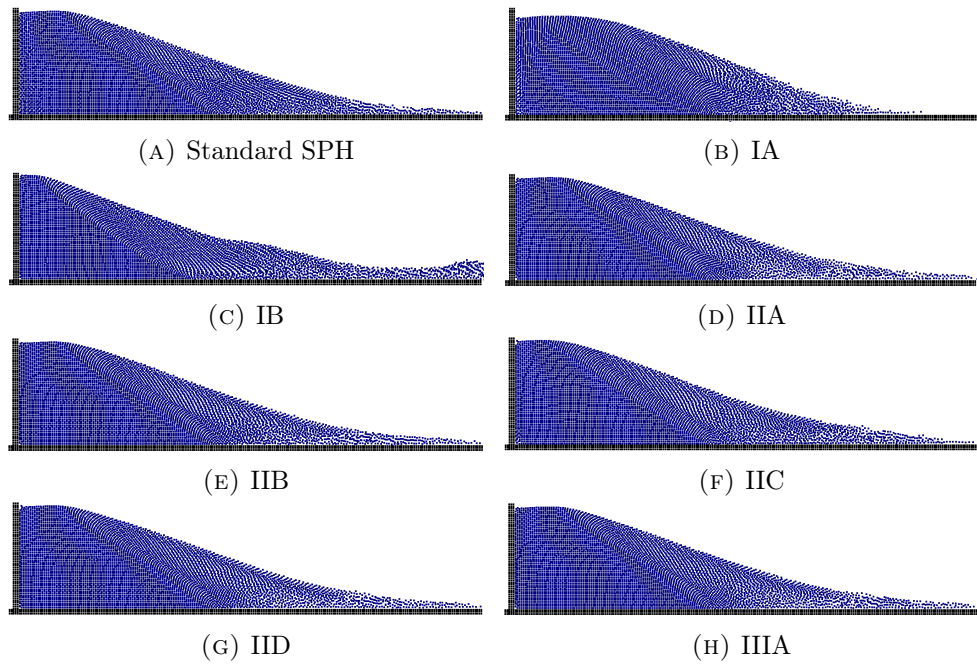 (A) Standard SPH
(B) IA
(C) IB
(D) IIA
(E) IIB
(F) IIC
(G) IID
(H) IIIA